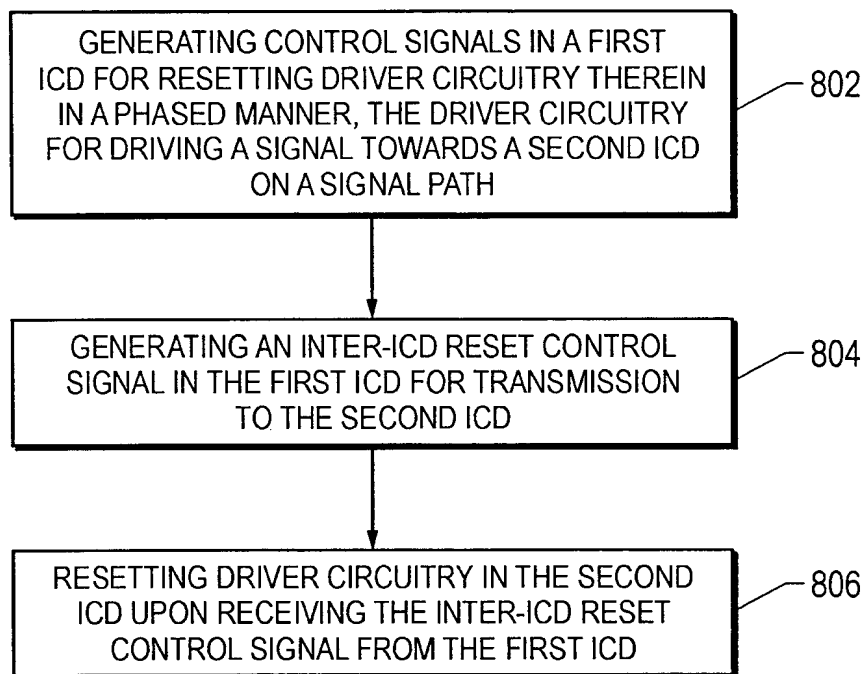 GENERATING CONTROL SIGNALS IN A FIRST
ICD FOR RESETTING DRIVER CIRCUITRY THEREIN
IN A PHASED MANNER, THE DRIVER CIRCUITRY
FOR DRIVING A SIGNAL TOWARDS A SECOND ICD
ON A SIGNAL PATH
802
GENERATING AN INTER-ICD RESET CONTROL
SIGNAL IN THE FIRST ICD FOR TRANSMISSION
TO THE SECOND ICD
804
RESETTING DRIVER CIRCUITRY IN THE SECOND
ICD UPON RECEIVING THE INTER-ICD RESET
CONTROL SIGNAL FROM THE FIRST ICD
806